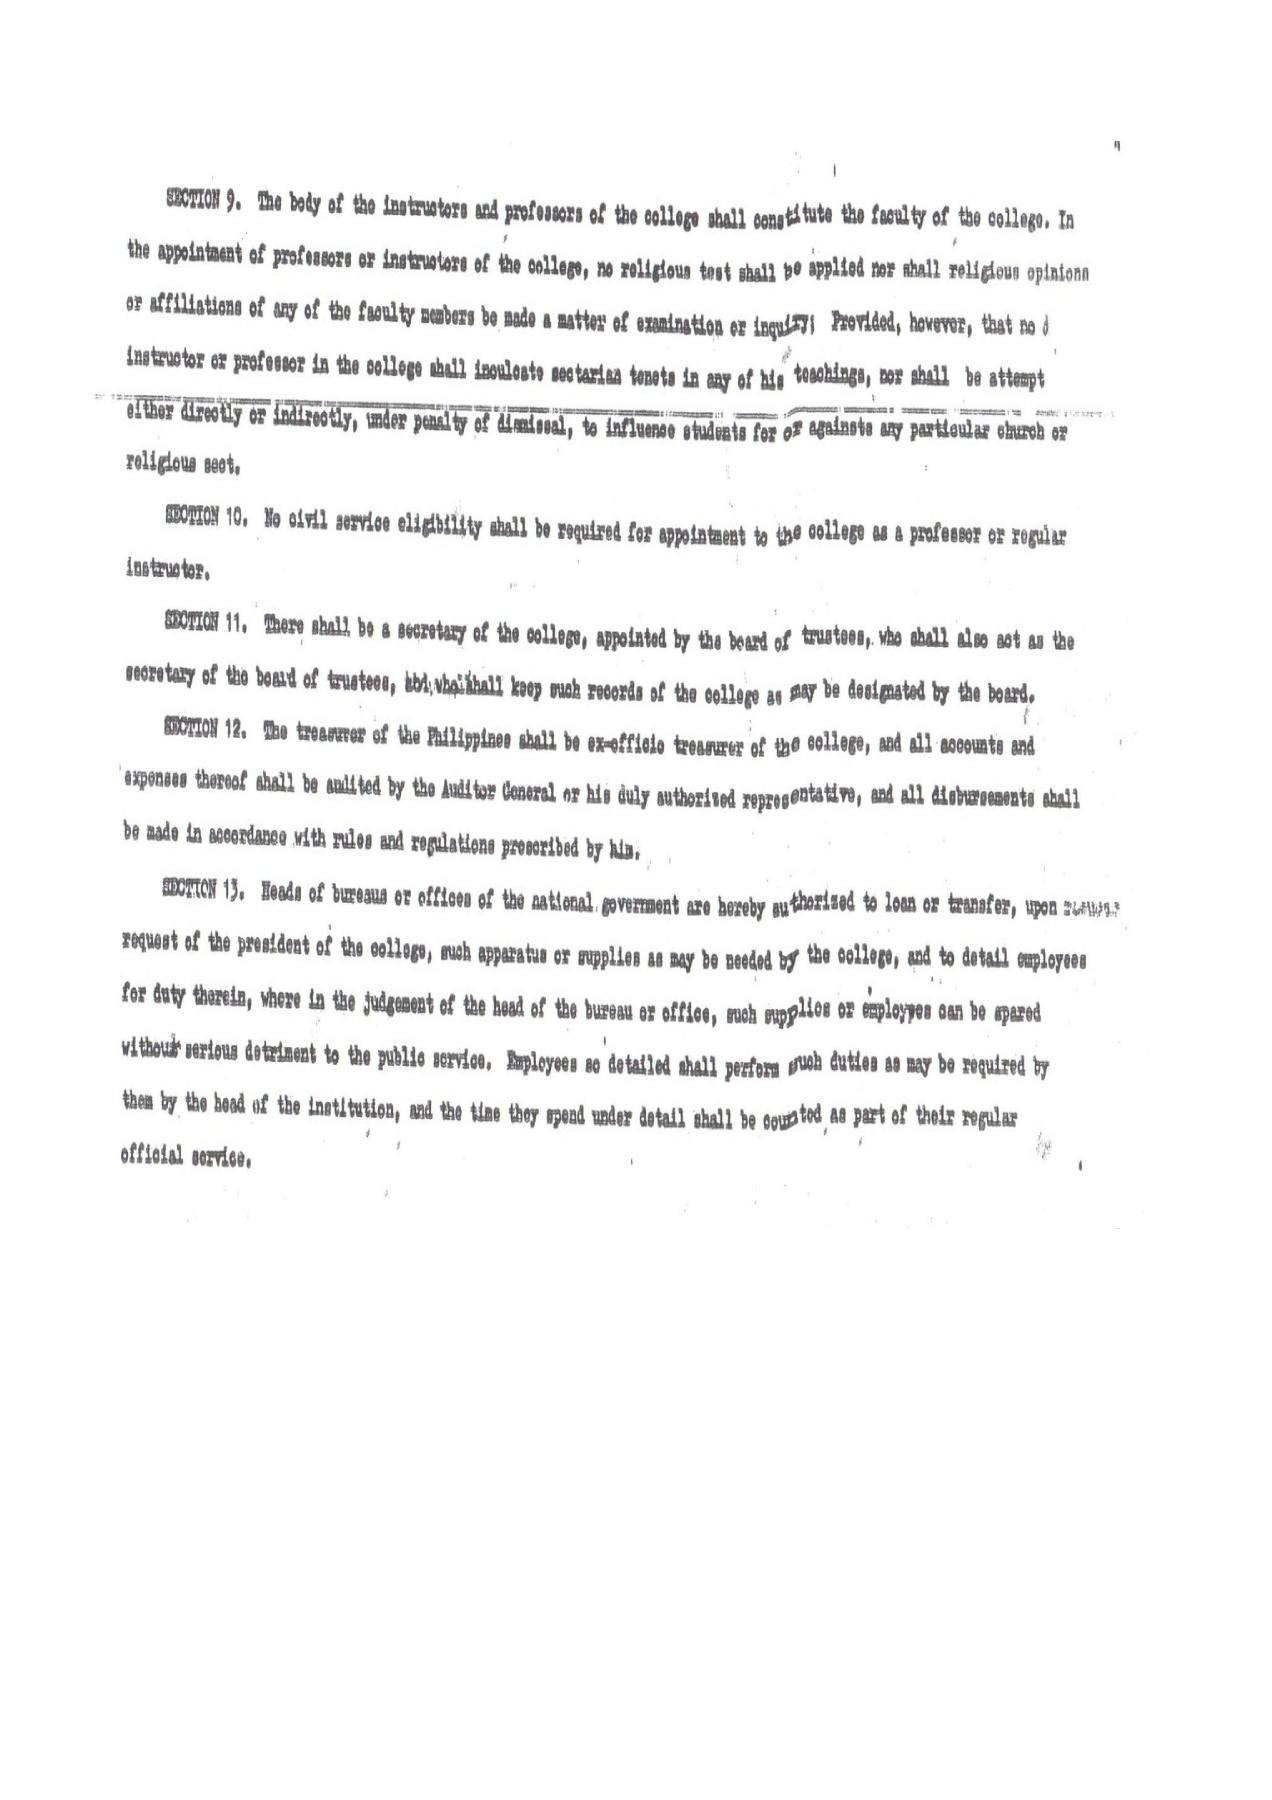 SECTION 9. The body of the instructors and professors of the college shall constitute the faculty of the college. In
the appointment of professors or instructors of the college, no religious test shall be applied nor shall religious opinions
or affiliations of any of the faculty members be made a matter of examination or inquiry; Provided, however, that no
instructor or professor in the college shall inculcate sectarian tenets in any of his teachings, nor shall be attempt
either directly or indirectly, under penalty of dismissal, to influence students for or againsts any particular church or
religious sect.
SECTION 10. No civil service eligibility shall be required for appointment to the college as a professor or regular
instructor.
SECTION 11. There shall be a secretary of the college, appointed by the board of trustees, who shall also act as the
secretary of the board of trustees, who shall keep such records of the college as may be designated by the board.
SECTION 12. The treasurer of the Philippines shall be ex-officio treasurer of the college, and all accounts and
expenses thereof shall be audited by the Auditor General or his duly authorized representative, and all disbursements shall
be made in accordance with rules and regulations prescribed by him.
SECTION 13. Heads of bureaus or offices of the national government are hereby authorized to loan or transfer, upon
request of the president of the college, such apparatus or supplies as may be needed by the college, and to detail employees
for duty therein, where in the judgement of the head of the bureau or office, such supplies or employyes can be spared
without serious detriment to the public service. Employees so detailed shall perform such duties as may be required by
them by the head of the institution, and the time they spend under detail shall be counted as part of their regular
official service.